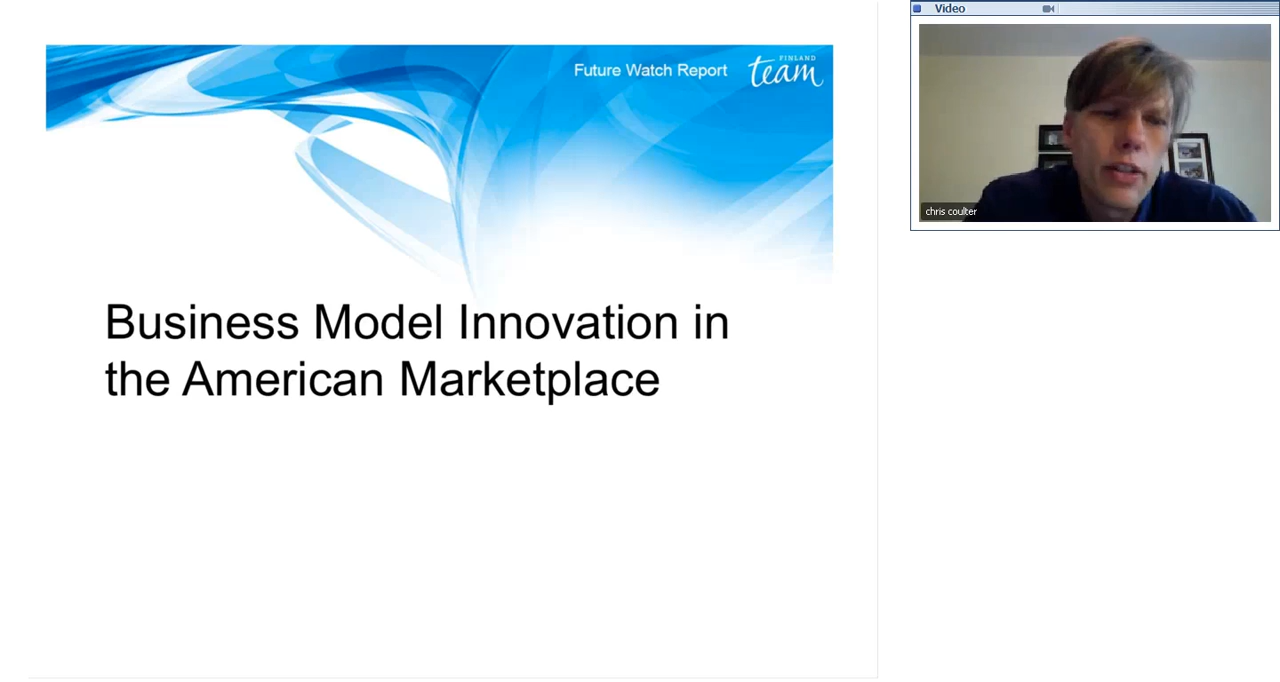 Future Watch Report
FINLAND
team
Business Model Innovation in
the American Marketplace
Video
chris coulter